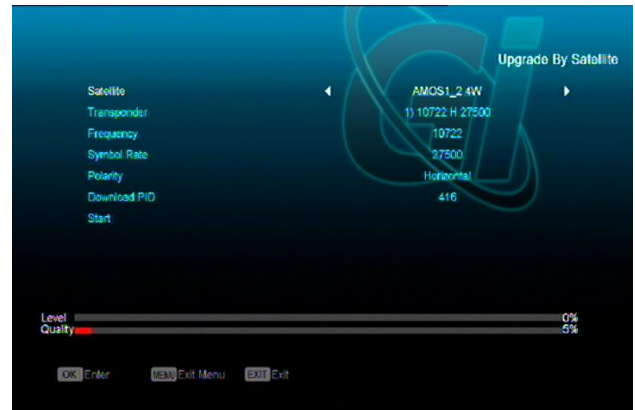 Upgrade By Satellite
Satellite AMOS1_2.4W
Transponder 1) 10722 H 27500
Frequency 10722
Symbol Rate 27500
Polarity Horizontal
Download PID 416
Start
Level 0%
Quality 5%
OK Enter MENU Exit Menu EXIT Exit